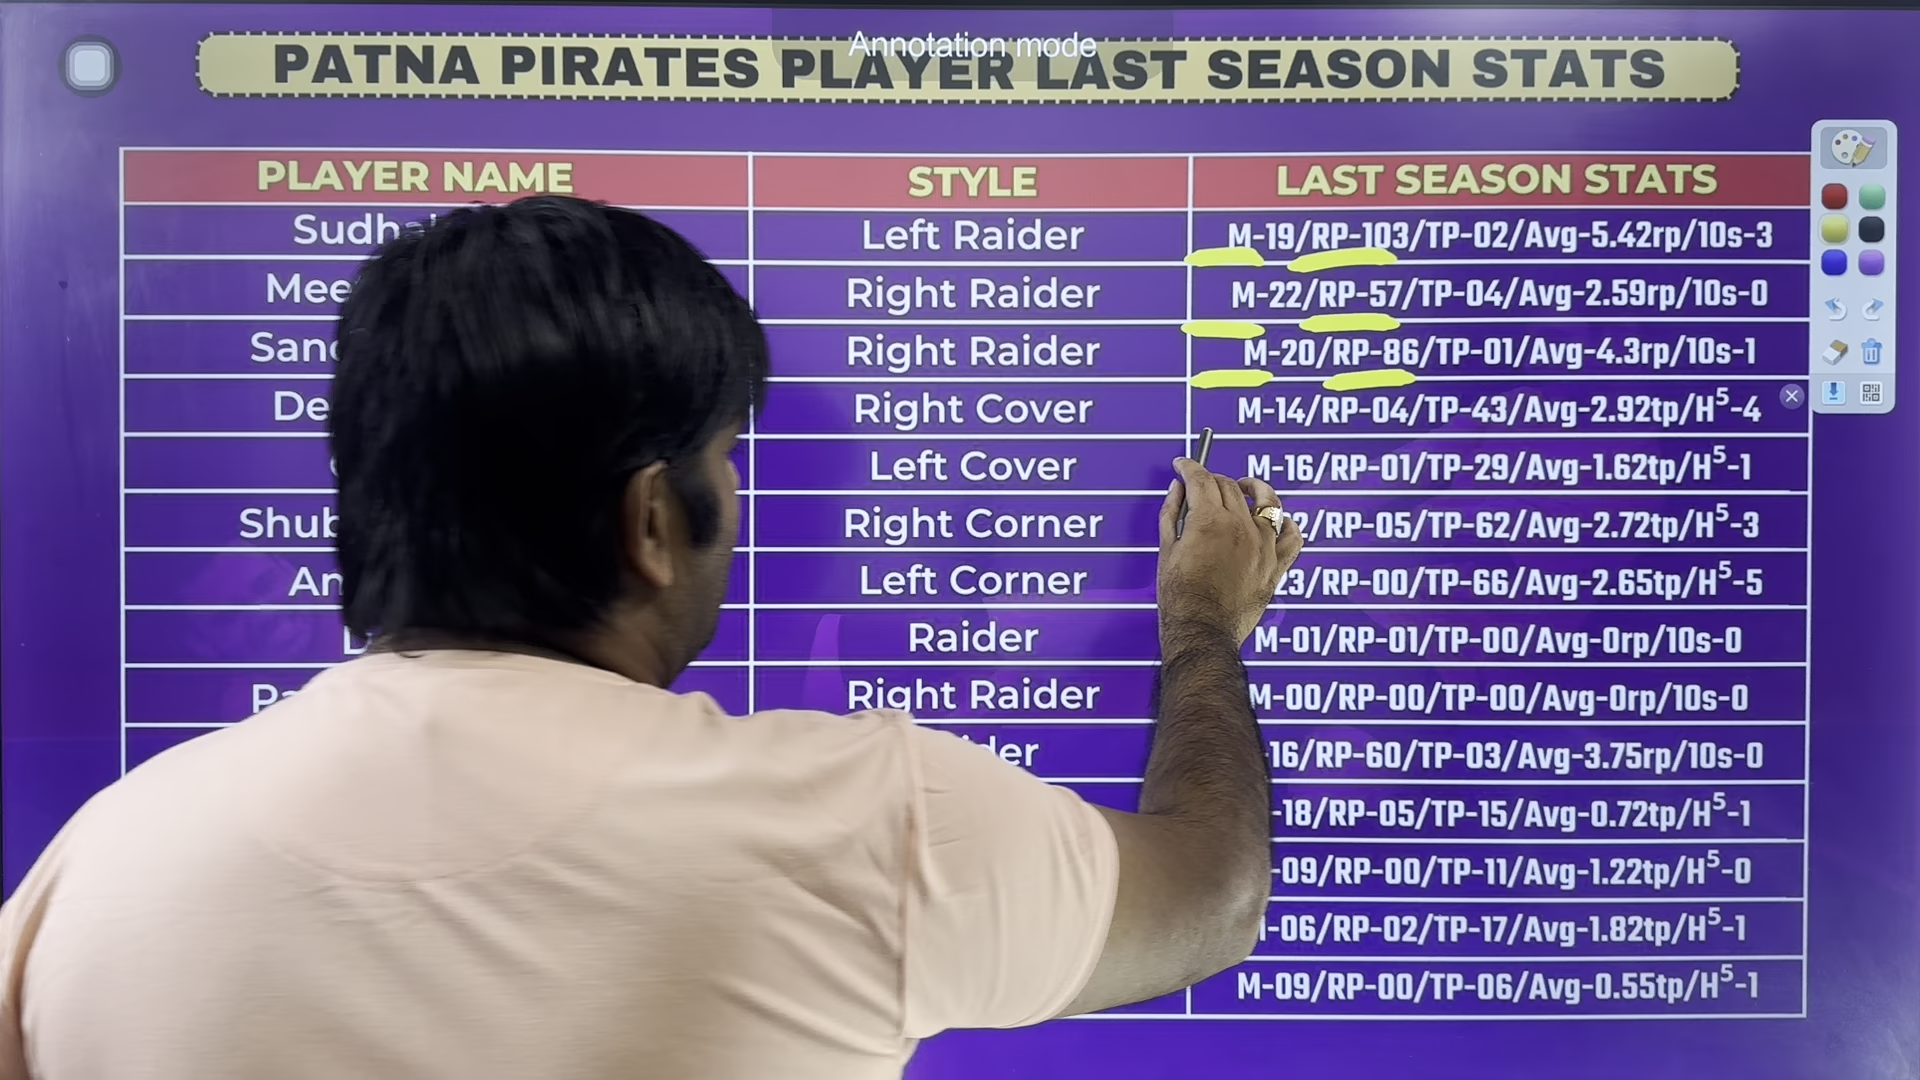 Annotation mode
PATNA PIRATES PLAYER LAST SEASON STATS
PLAYER NAME STYLE LAST SEASON STATS
Left Raider M-19/RP-103/TP-02/Avg-5.42rp/10s-3
Right Raider M-22/RP-57/TP-04/Avg-2.59rp/10s-0
Right Raider M-20/RP-86/TP-01/Avg-4.3rp/10s-1
Right Cover M-14/RP-04/TP-43/Avg-2.92tp/H⁵-4
Left Cover M-16/RP-01/TP-29/Avg-1.62tp/H⁵-1
Right Corner RP-05/TP-62/Avg-2.72tp/H⁵-3
Left Corner 23/RP-00/TP-66/Avg-2.65tp/H⁵-5
Raider M-01/RP-01/TP-00/Avg-0rp/10s-0
Right Raider M-00/RP-00/TP-00/Avg-0rp/10s-0
-16/RP-60/TP-03/Avg-3.75rp/10s-0
-18/RP-05/TP-15/Avg-0.72tp/H⁵-1
-09/RP-00/TP-11/Avg-1.22tp/H⁵-0
-06/RP-02/TP-17/Avg-1.82tp/H⁵-1
M-09/RP-00/TP-06/Avg-0.55tp/H⁵-1